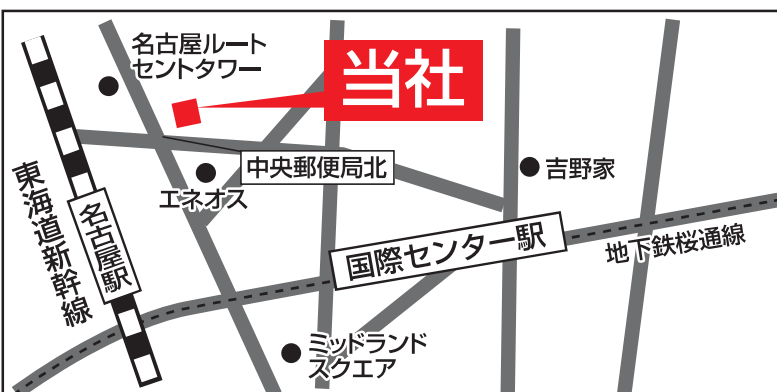 名古屋ルート
セントタワー
当社
中央郵便局北
エネオス
吉野家
東海道新幹線
名古屋駅
国際センター駅
地下鉄桜通線
ミッドランド
スクエア